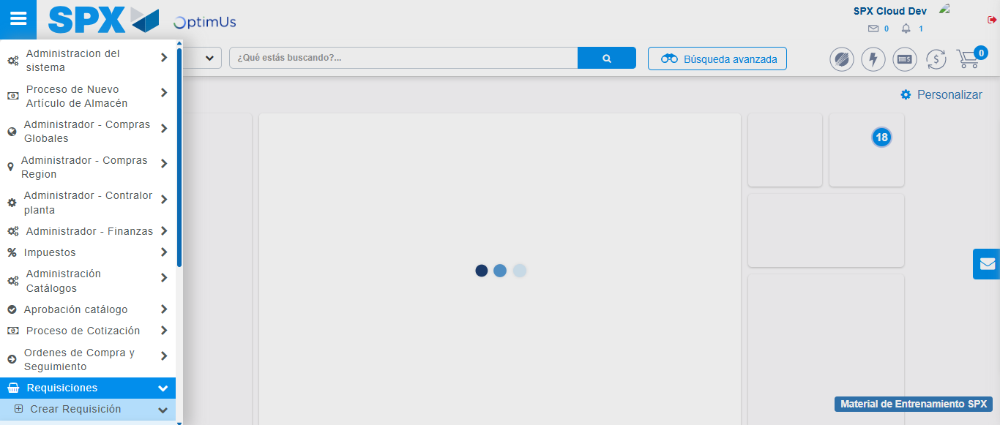 SPX
OptimUs
SPX Cloud Dev
0
1
¿Qué estás buscando?...
Búsqueda avanzada
0
Personalizar
18
Administracion del
sistema
Proceso de Nuevo
Artículo de Almacén
Administrador - Compras
Globales
Administrador - Compras
Region
Administrador - Contralor
planta
Administrador - Finanzas
Impuestos
Administración
Catálogos
Aprobación catálogo
Proceso de Cotización
Ordenes de Compra y
Seguimiento
Requisiciones
Crear Requisición
Material de Entrenamiento SPX